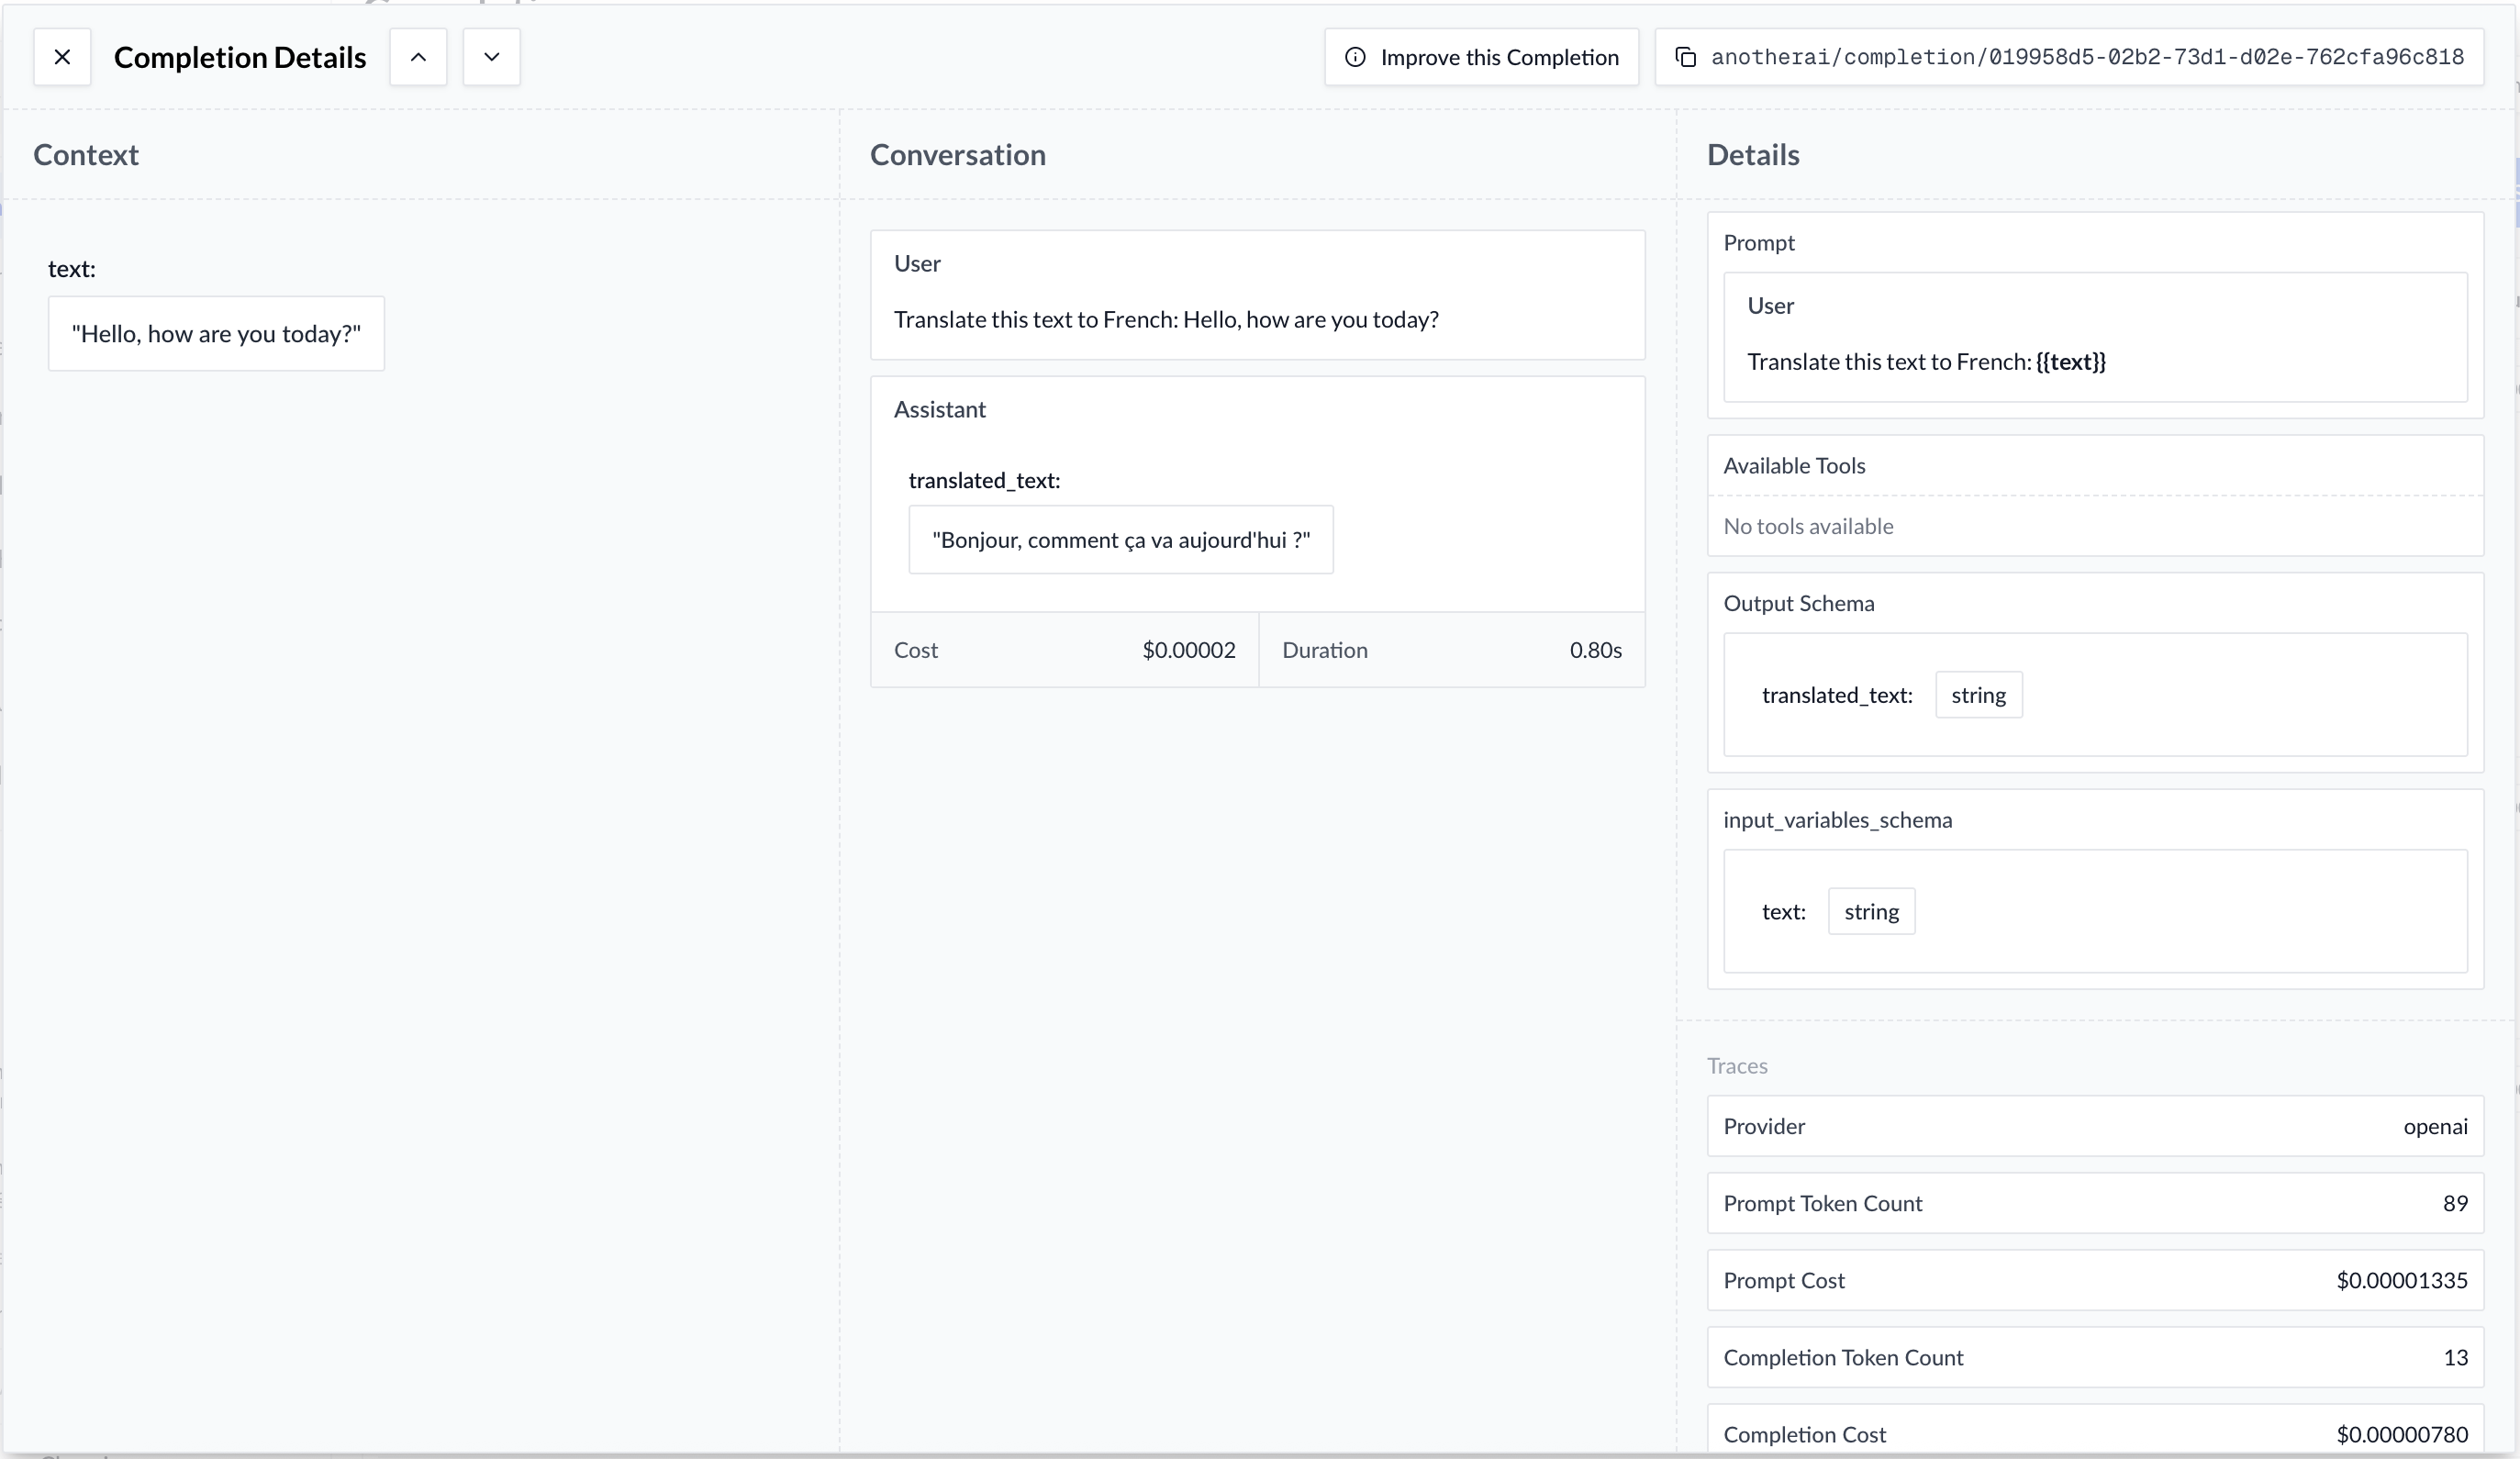 Completion Details
Improve this Completion
anotherai/completion/019958d5-02b2-73d1-d02e-762cfa96c818
Context
text:
"Hello, how are you today?"
Conversation
User
Translate this text to French: Hello, how are you today?
Assistant
translated_text:
"Bonjour, comment ça va aujourd'hui ?"
Cost $0.00002
Duration 0.80s
Details
Prompt
User
Translate this text to French: {{text}}
Available Tools
No tools available
Output Schema
translated_text: string
input_variables_schema
text: string
Traces
Provider openai
Prompt Token Count 89
Prompt Cost $0.00001335
Completion Token Count 13
Completion Cost $0.00000780